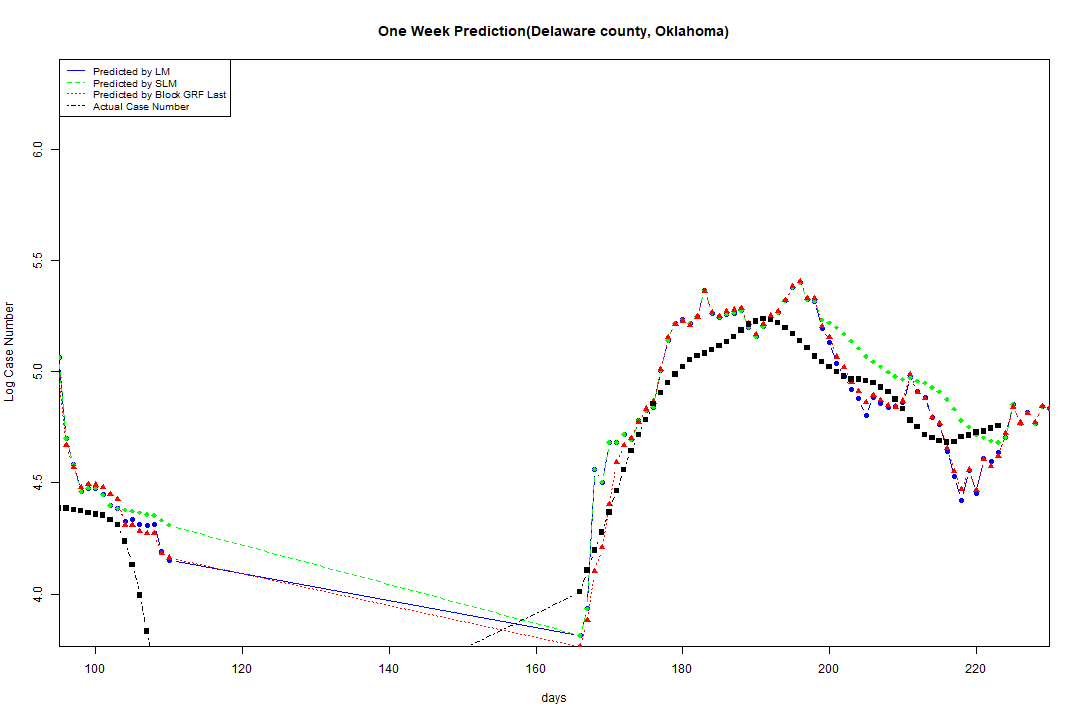 One Week Prediction(Delaware county, Oklahoma)
Predicted by LM
Predicted by SLM
Predicted by Block GRF Last
Actual Case Number
6.0
5.5
5.0
4.5
4.0
Log Case Number
100 120 140 160 180 200 220
days